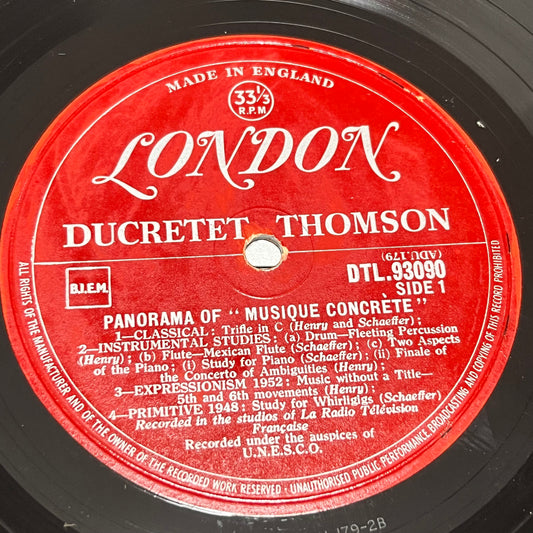 MADE IN ENGLAND
33⅓
R.P.M
LONDON
DUCRETET THOMSON
B.I.E.M.
DTL.93090
(ADU.179)
SIDE 1
PANORAMA OF “MUSIQUE CONCRÈTE”
1—CLASSICAL: Trifle in C (Henry and Schaeffer)
2—INSTRUMENTAL STUDIES: (a) Drum—Fleeting Percussion
(Henry); (b) Flute—Mexican Flute (Schaeffer); (c) Two Aspects
of the Piano; (i) Study for Piano (Schaeffer); (ii) Finale of
the Concerto of Ambiguities (Henry);
3—EXPRESSIONISM 1952: Music without a Title—
5th and 6th movements (Henry);
4—PRIMITIVE 1948: Study for Whirligigs (Schaeffer)
Recorded in the studios of La Radio Télévision
Française
Recorded under the auspices of
U.N.E.S.C.O.
ALL RIGHTS OF THE MANUFACTURER AND OF THE OWNER OF THE RECORDED WORK RESERVED · UNAUTHORISED PUBLIC PERFORMANCE BROADCASTING AND COPYING OF THIS RECORD PROHIBITED
179-2B